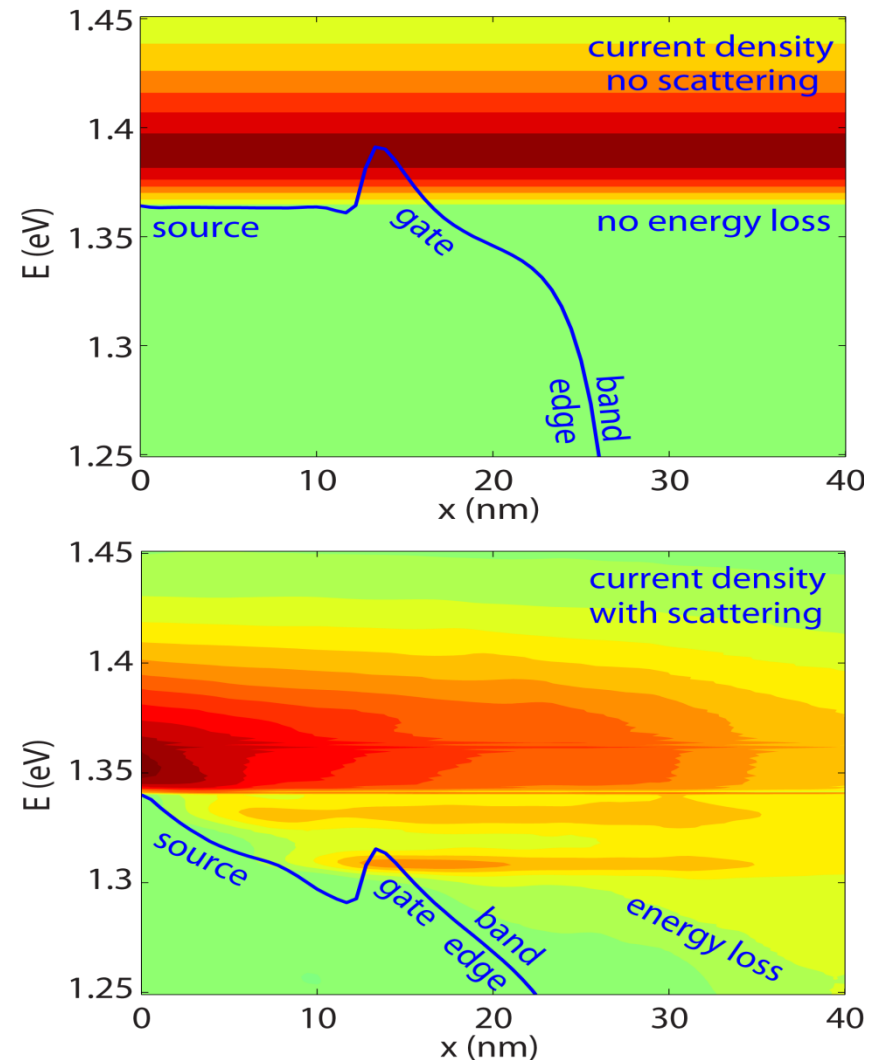 1.45
current density
no scattering
1.4
E (eV)
1.35
source
gate
no energy loss
1.3
band
edge
1.25
0
10
20
30
40
x (nm)
1.45
current density
with scattering
1.4
E (eV)
1.35
source
1.3
gate
band
edge
energy loss
1.25
0
10
20
30
40
x (nm)